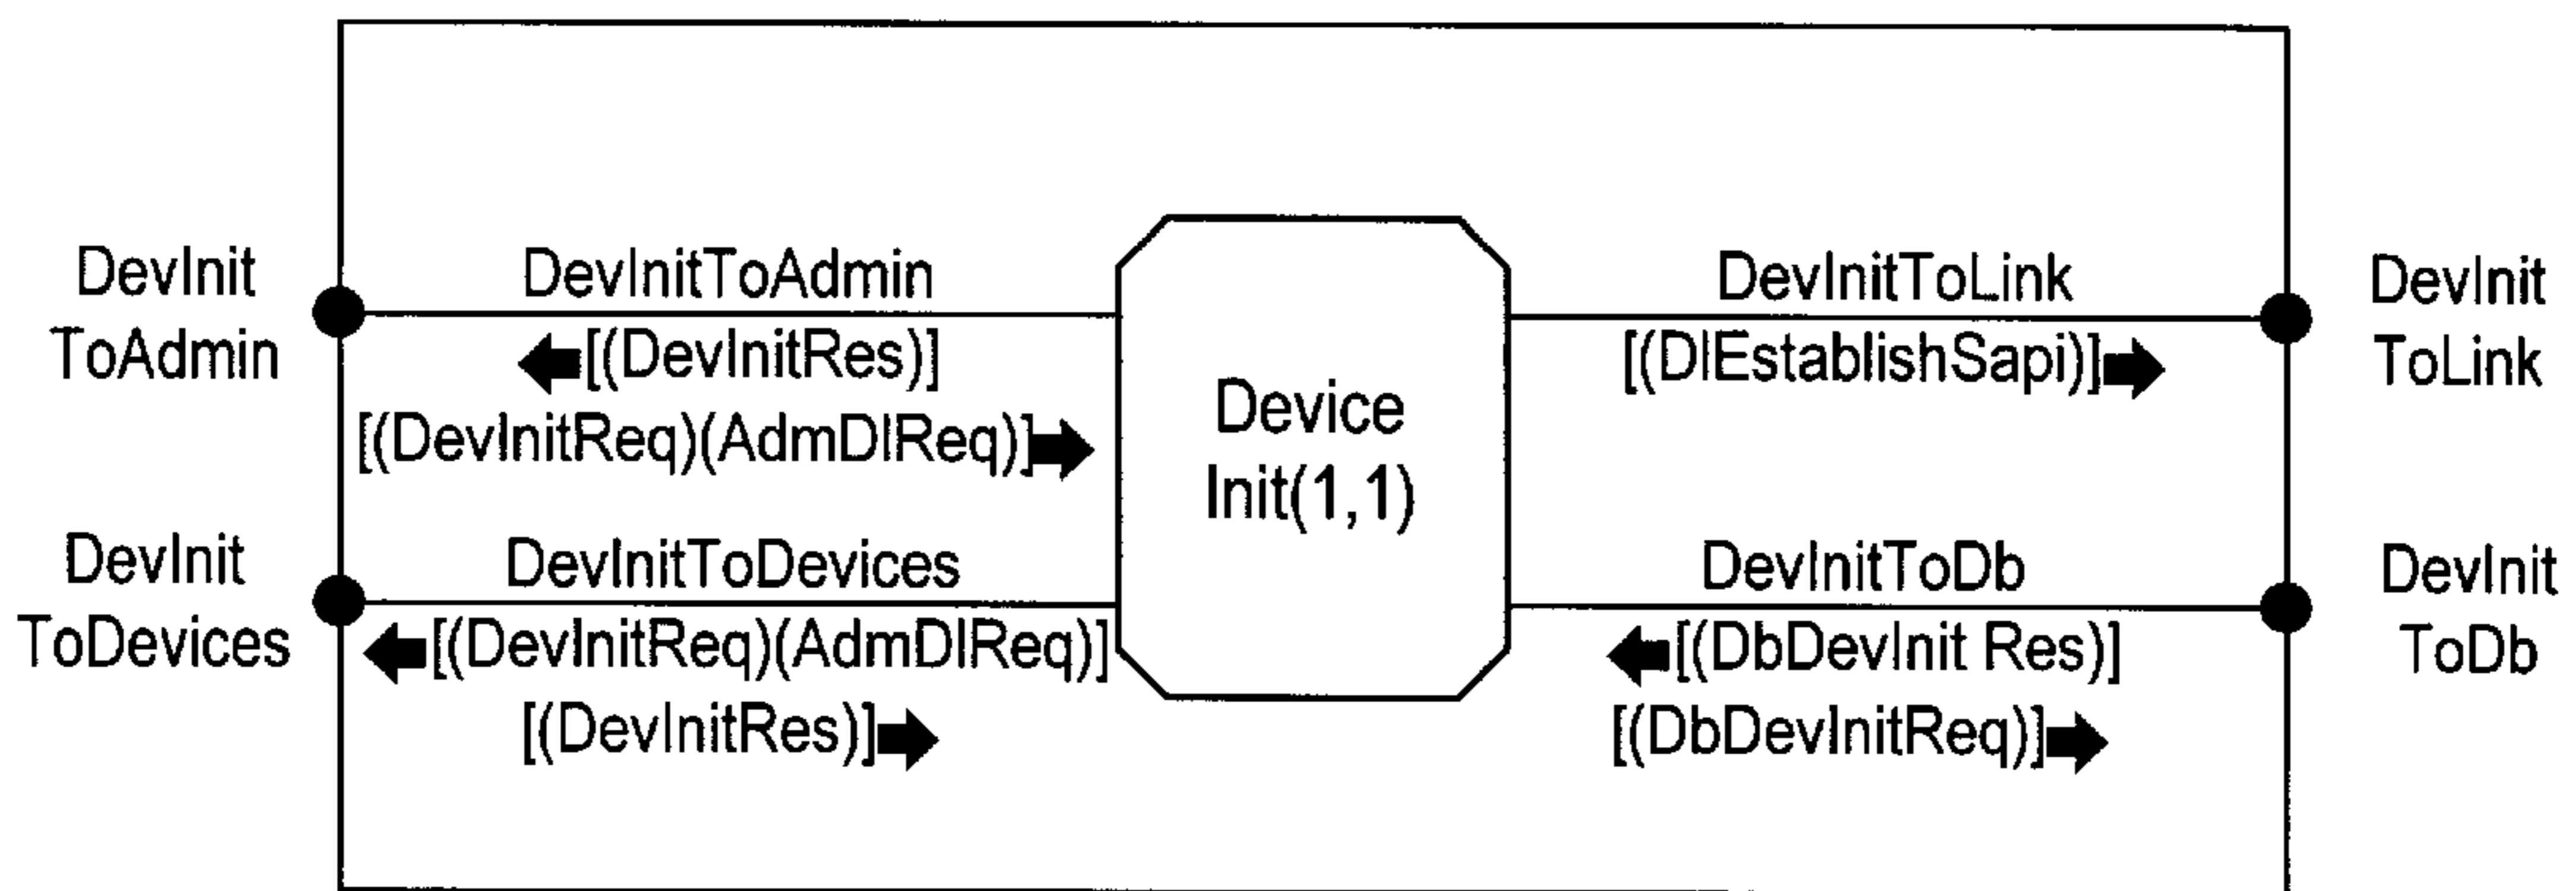 DevInit
ToAdmin
DevInitToAdmin
[(DevInitRes)]
[(DevInitReq)(AdmDlReq)]
DevInit
ToDevices
DevInitToDevices
[(DevInitReq)(AdmDlReq)]
[(DevInitRes)]
Device
Init(1,1)
DevInitToLink
[(DlEstablishSapi)]
DevInit
ToLink
DevInitToDb
[(DbDevInit Res)]
[(DbDevInitReq)]
DevInit
ToDb